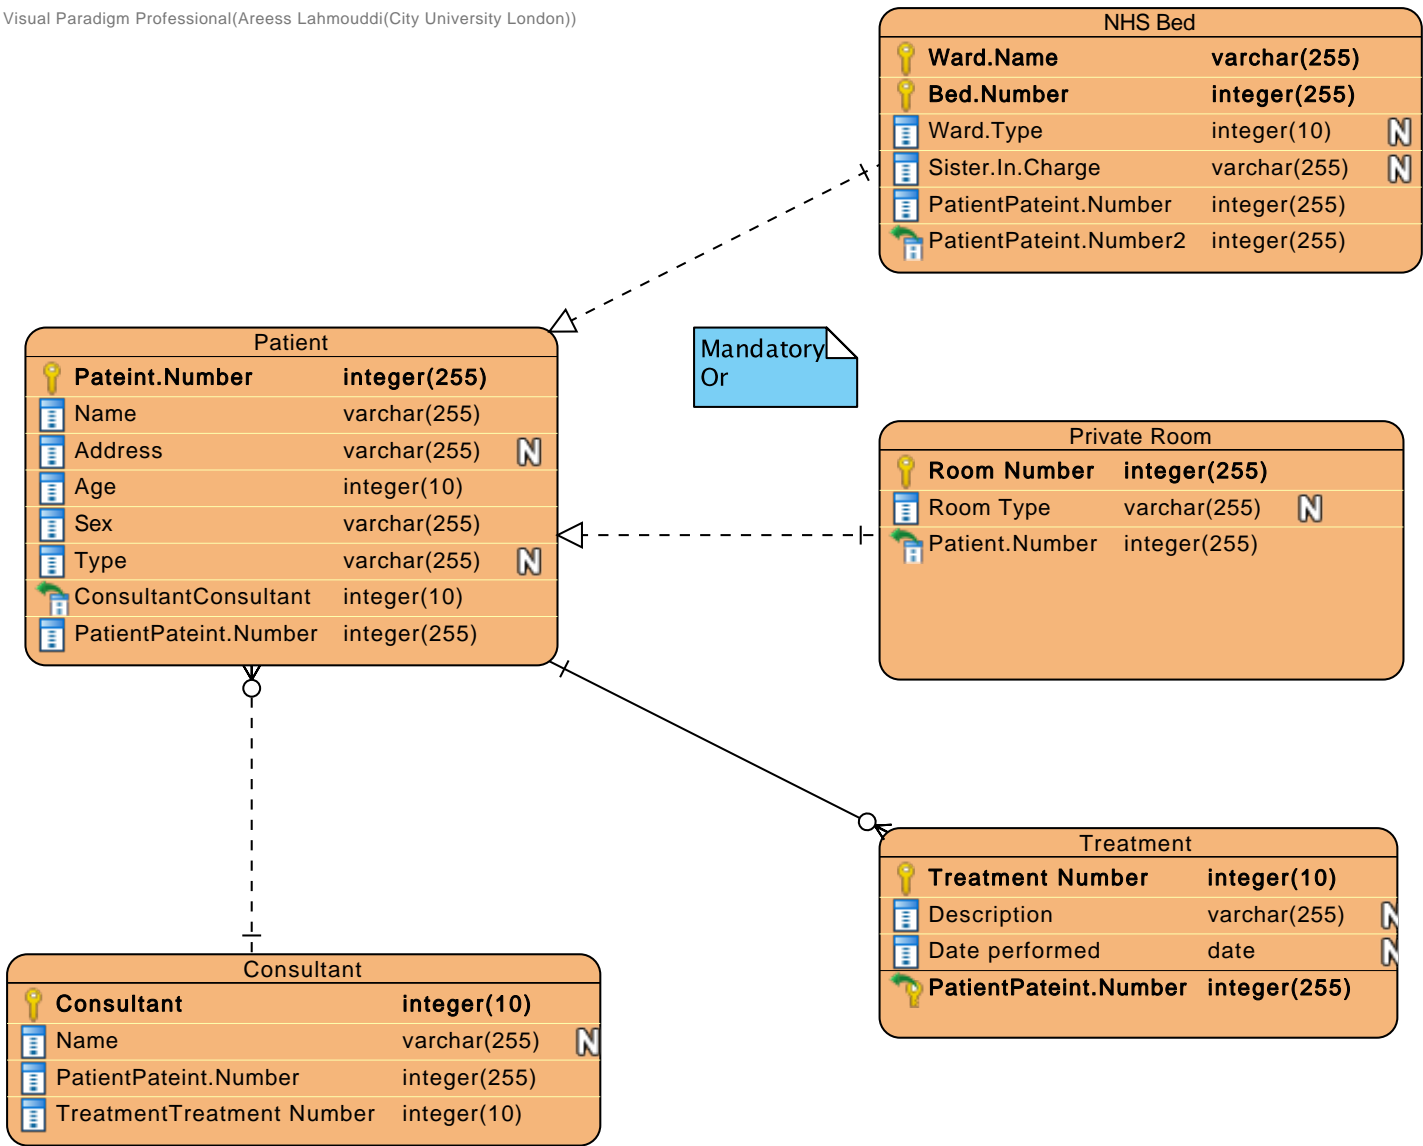 Visual Paradigm Professional(Areess Lahmouddi(City University London))
NHS Bed
Ward.Name varchar(255)
Bed.Number integer(255)
Ward.Type integer(10) N
Sister.In.Charge varchar(255) N
PatientPateint.Number integer(255)
PatientPateint.Number2 integer(255)
Patient
Pateint.Number integer(255)
Name varchar(255)
Address varchar(255) N
Age integer(10)
Sex varchar(255)
Type varchar(255) N
ConsultantConsultant integer(10)
PatientPateint.Number integer(255)
Mandatory
Or
Private Room
Room Number integer(255)
Room Type varchar(255) N
Patient.Number integer(255)
Treatment
Treatment Number integer(10)
Description varchar(255) N
Date performed date N
PatientPateint.Number integer(255)
Consultant
Consultant integer(10)
Name varchar(255) N
PatientPateint.Number integer(255)
TreatmentTreatment Number integer(10)